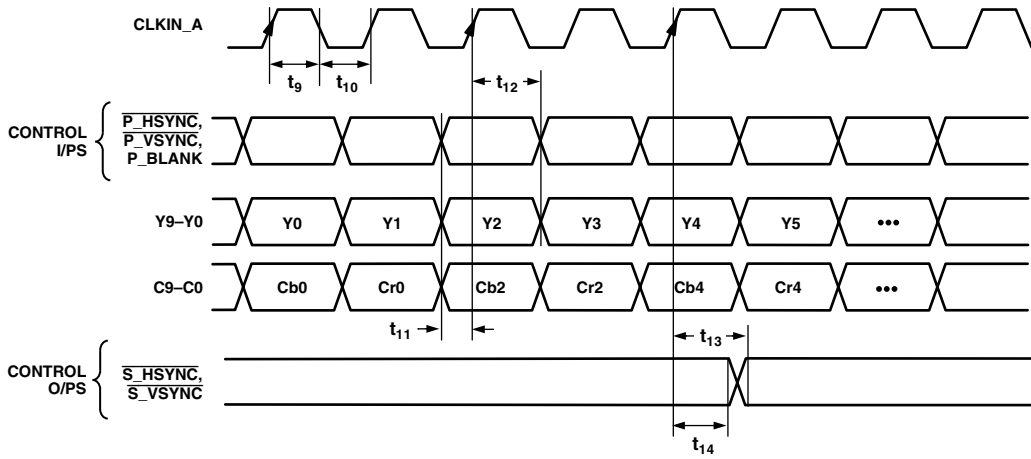 CLKIN_A
t9 t10 t12
CONTROL I/PS
P_HSYNC,
P_VSYNC,
P_BLANK
Y9–Y0 Y0 Y1 Y2 Y3 Y4 Y5 •••
C9–C0 Cb0 Cr0 Cb2 Cr2 Cb4 Cr4 •••
t11 t13
CONTROL O/PS
S_HSYNC,
S_VSYNC
t14